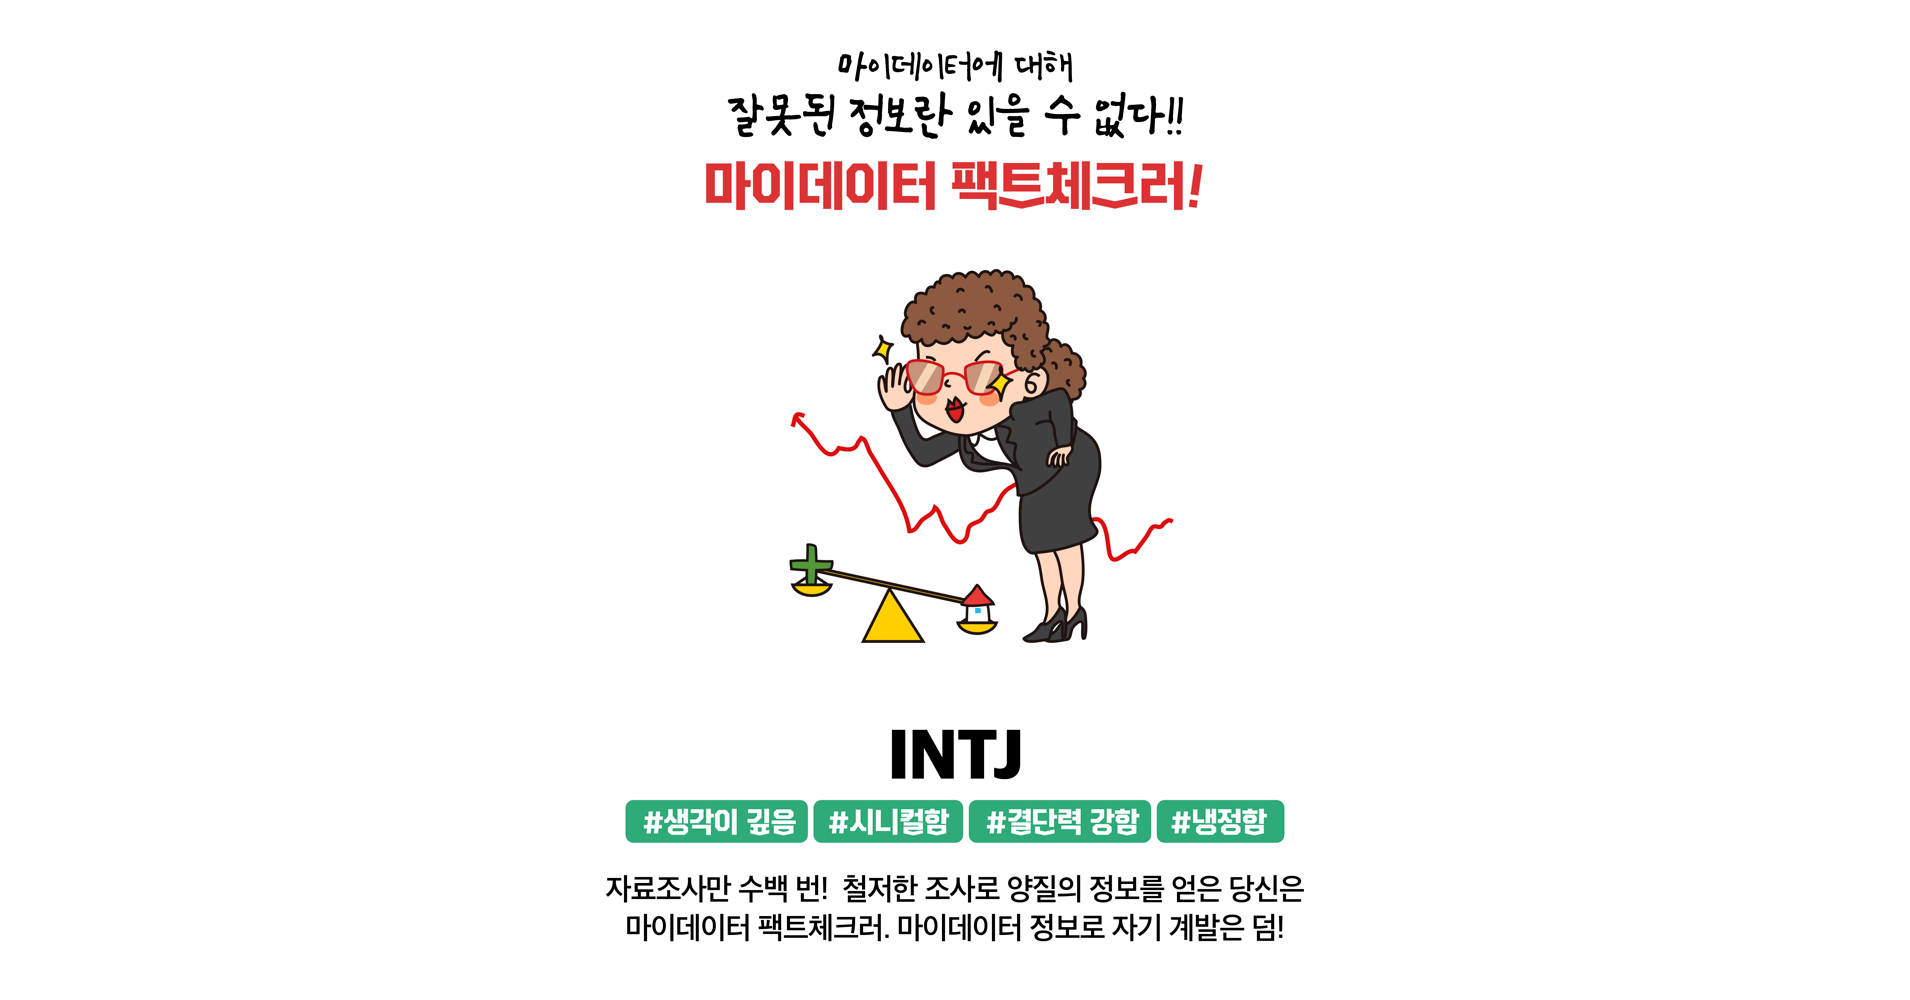 마이데이터에 대해
잘못된 정보란 있을 수 없다!!
마이데이터 팩트체크러!
INTJ
#생각이 깊음 #시니컬함 #결단력 강함 #냉정함
자료조사만 수백 번! 철저한 조사로 양질의 정보를 얻은 당신은
마이데이터 팩트체크러. 마이데이터 정보로 자기 계발은 덤!